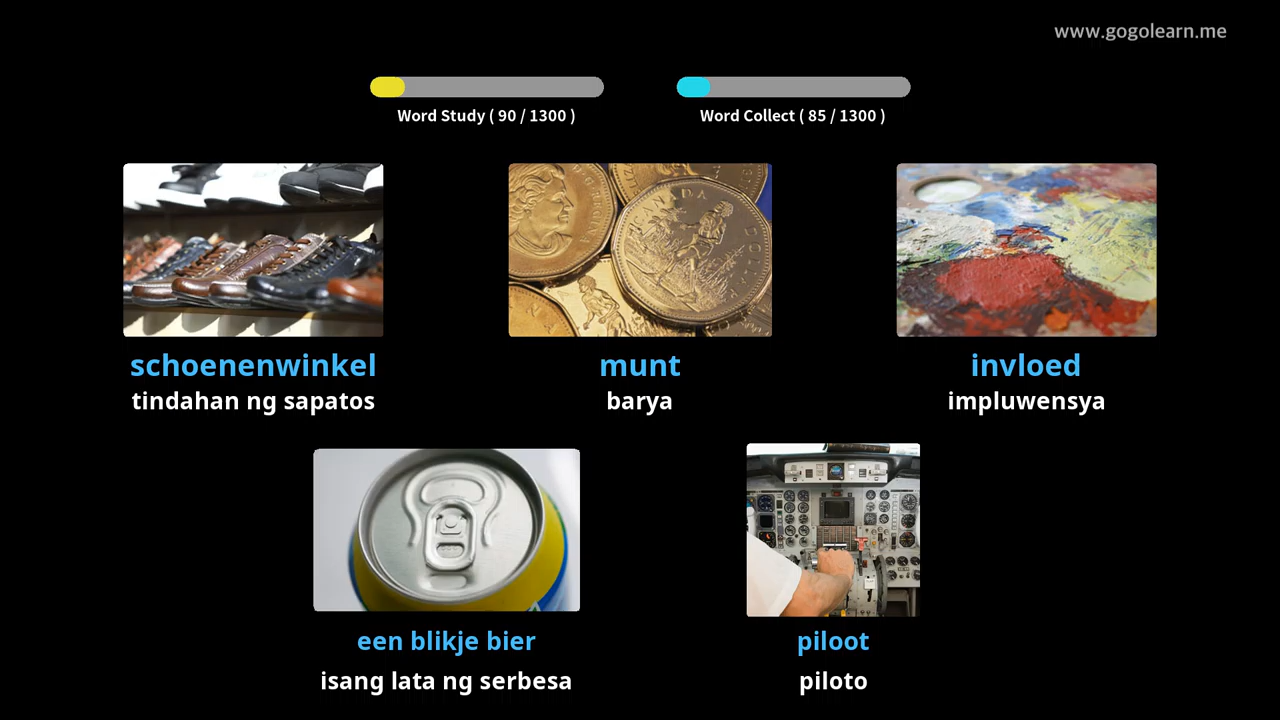 www.gogolearn.me
Word Study ( 90 / 1300 )
Word Collect ( 85 / 1300 )
schoenenwinkel
munt
invloed
tindahan ng sapatos
barya
impluwensya
een blikje bier
piloot
isang lata ng serbesa
piloto